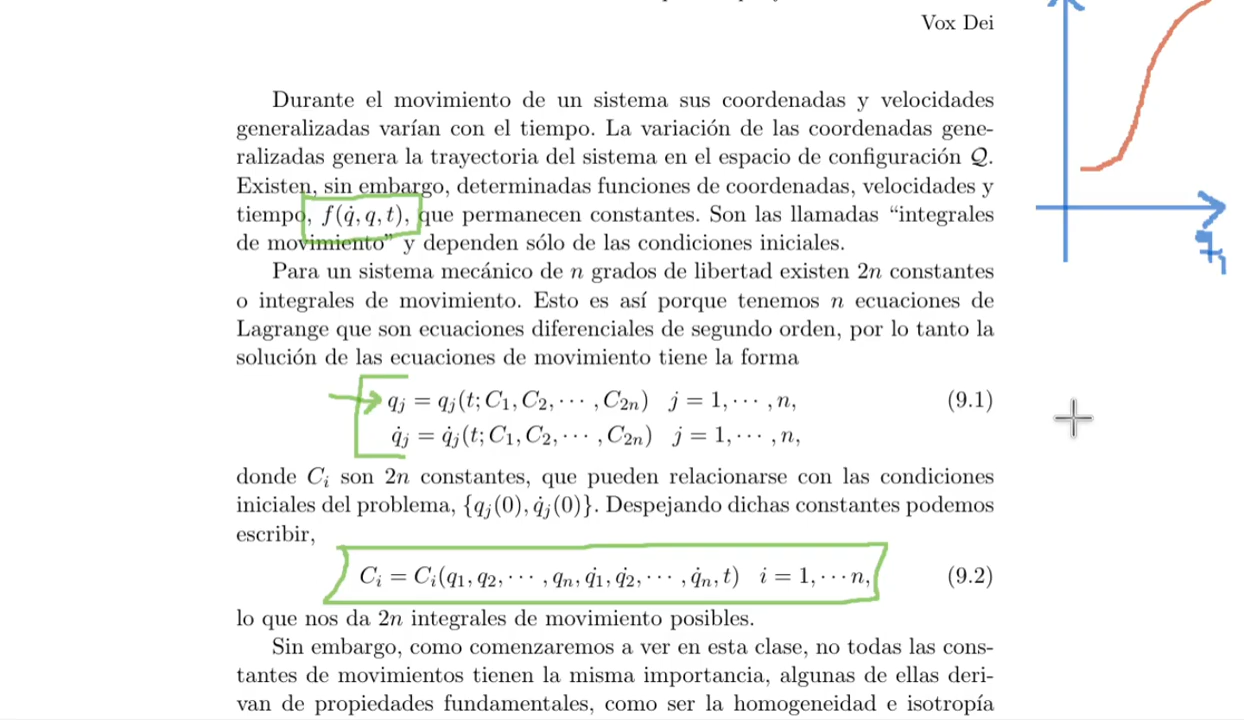 Vox Dei
Durante el movimiento de un sistema sus coordenadas y velocidades
generalizadas varían con el tiempo. La variación de las coordenadas gene-
ralizadas genera la trayectoria del sistema en el espacio de configuración 𝒬.
Existen, sin embargo, determinadas funciones de coordenadas, velocidades y
tiempo, f(q̇, q, t), que permanecen constantes. Son las llamadas “integrales
de movimiento” y dependen sólo de las condiciones iniciales.
Para un sistema mecánico de n grados de libertad existen 2n constantes
o integrales de movimiento. Esto es así porque tenemos n ecuaciones de
Lagrange que son ecuaciones diferenciales de segundo orden, por lo tanto la
solución de las ecuaciones de movimiento tiene la forma
q_j = q_j(t; C_1, C_2, ⋯ , C_{2n})  j = 1, ⋯ , n, (9.1)
q̇_j = q̇_j(t; C_1, C_2, ⋯ , C_{2n})  j = 1, ⋯ , n,
donde C_i son 2n constantes, que pueden relacionarse con las condiciones
iniciales del problema, {q_j(0), q̇_j(0)}. Despejando dichas constantes podemos
escribir,
C_i = C_i(q_1, q_2, ⋯ , q_n, q̇_1, q̇_2, ⋯ , q̇_n, t)  i = 1, ⋯ n, (9.2)
lo que nos da 2n integrales de movimiento posibles.
Sin embargo, como comenzaremos a ver en esta clase, no todas las cons-
tantes de movimientos tienen la misma importancia, algunas de ellas deri-
van de propiedades fundamentales, como ser la homogeneidad e isotropía
q_1